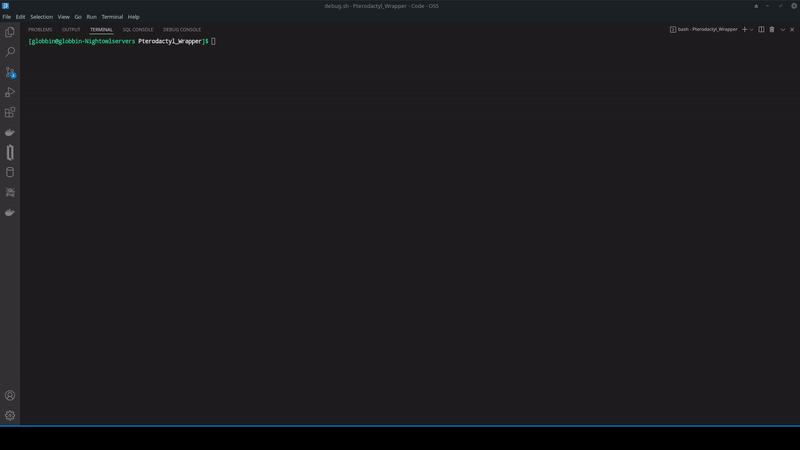 debug.sh - Pterodactyl_Wrapper - Code - OSS
File Edit Selection View Go Run Terminal Help
PROBLEMS OUTPUT TERMINAL SQL CONSOLE DEBUG CONSOLE
bash - Pterodactyl_Wrapper
[globbin@globbin-Nightowlservers Pterodactyl_Wrapper]$